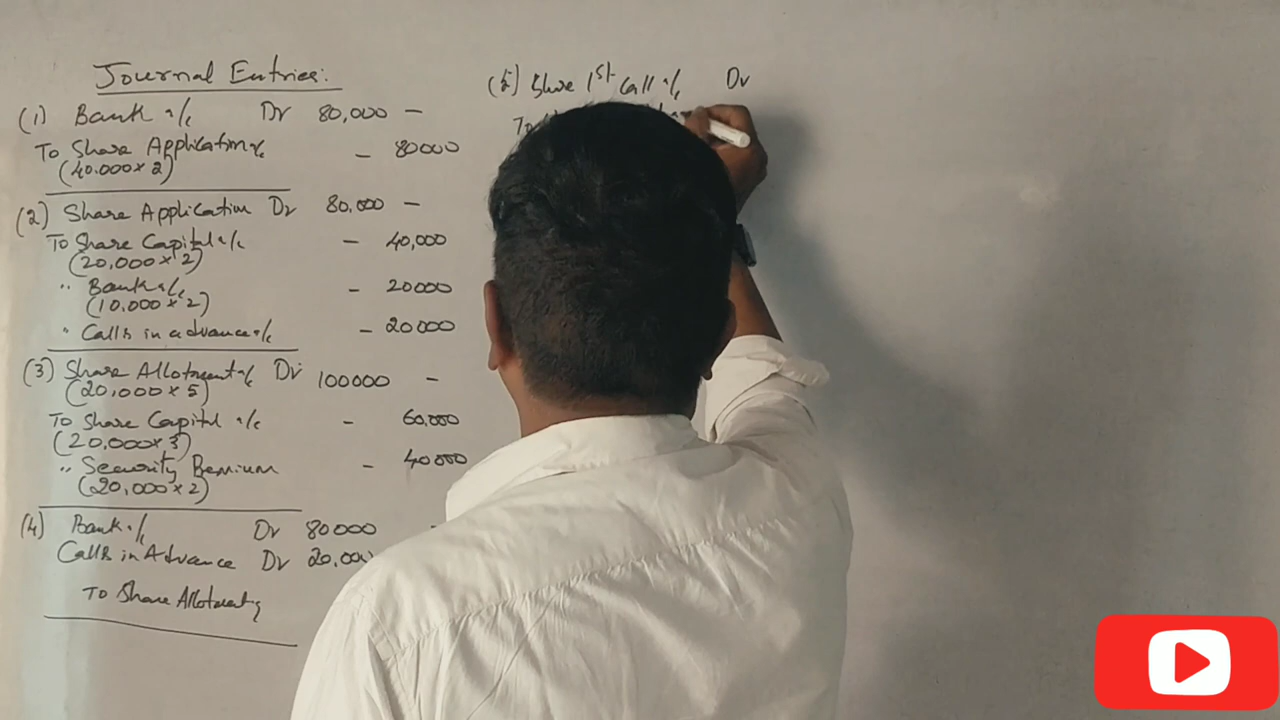 Journal Entries:
(1) Bank a/c Dr 80,000 -
To Share Application a/c - 80000
(40.000 × 2)
(2) Share Application Dr 80,000 -
To Share Capital a/c - 40,000
(20,000 × 2)
" Bank a/c - 20000
(10.000 × 2)
" Calls in advance a/c - 20000
(3) Share Allotment a/c Dr 100000 -
(20,000 × 5)
To Share Capital a/c - 60,000
(20,000 × 3)
" Security Premium - 40000
(20,000 × 2)
(4) Bank a/c Dr 80000 -
Calls in Advance Dr 20,000
To Share Allotment a/c
(5) Share 1st Call a/c Dr
To